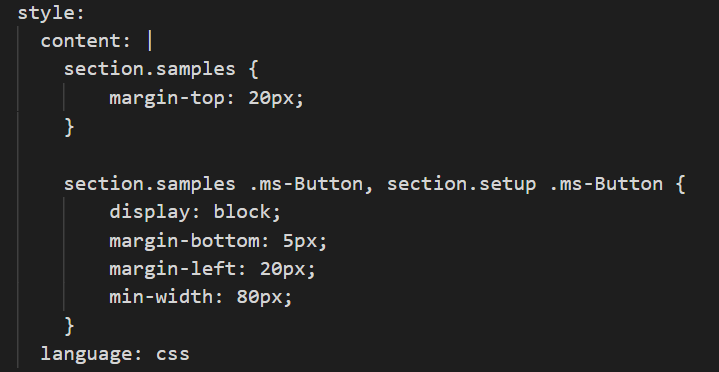 style:
  content: |
    section.samples {
        margin-top: 20px;
    }

    section.samples .ms-Button, section.setup .ms-Button {
        display: block;
        margin-bottom: 5px;
        margin-left: 20px;
        min-width: 80px;
    }
  language: css